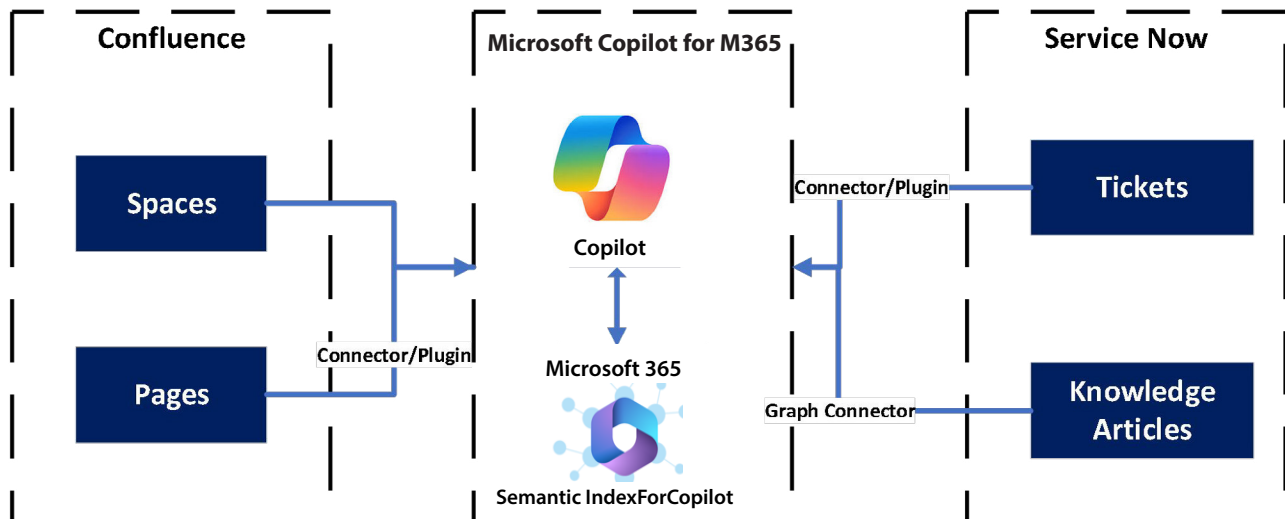 Confluence
Spaces
Pages
Connector/Plugin
Microsoft Copilot for M365
Copilot
Microsoft 365
Semantic IndexForCopilot
Service Now
Connector/Plugin
Tickets
Graph Connector
Knowledge
Articles